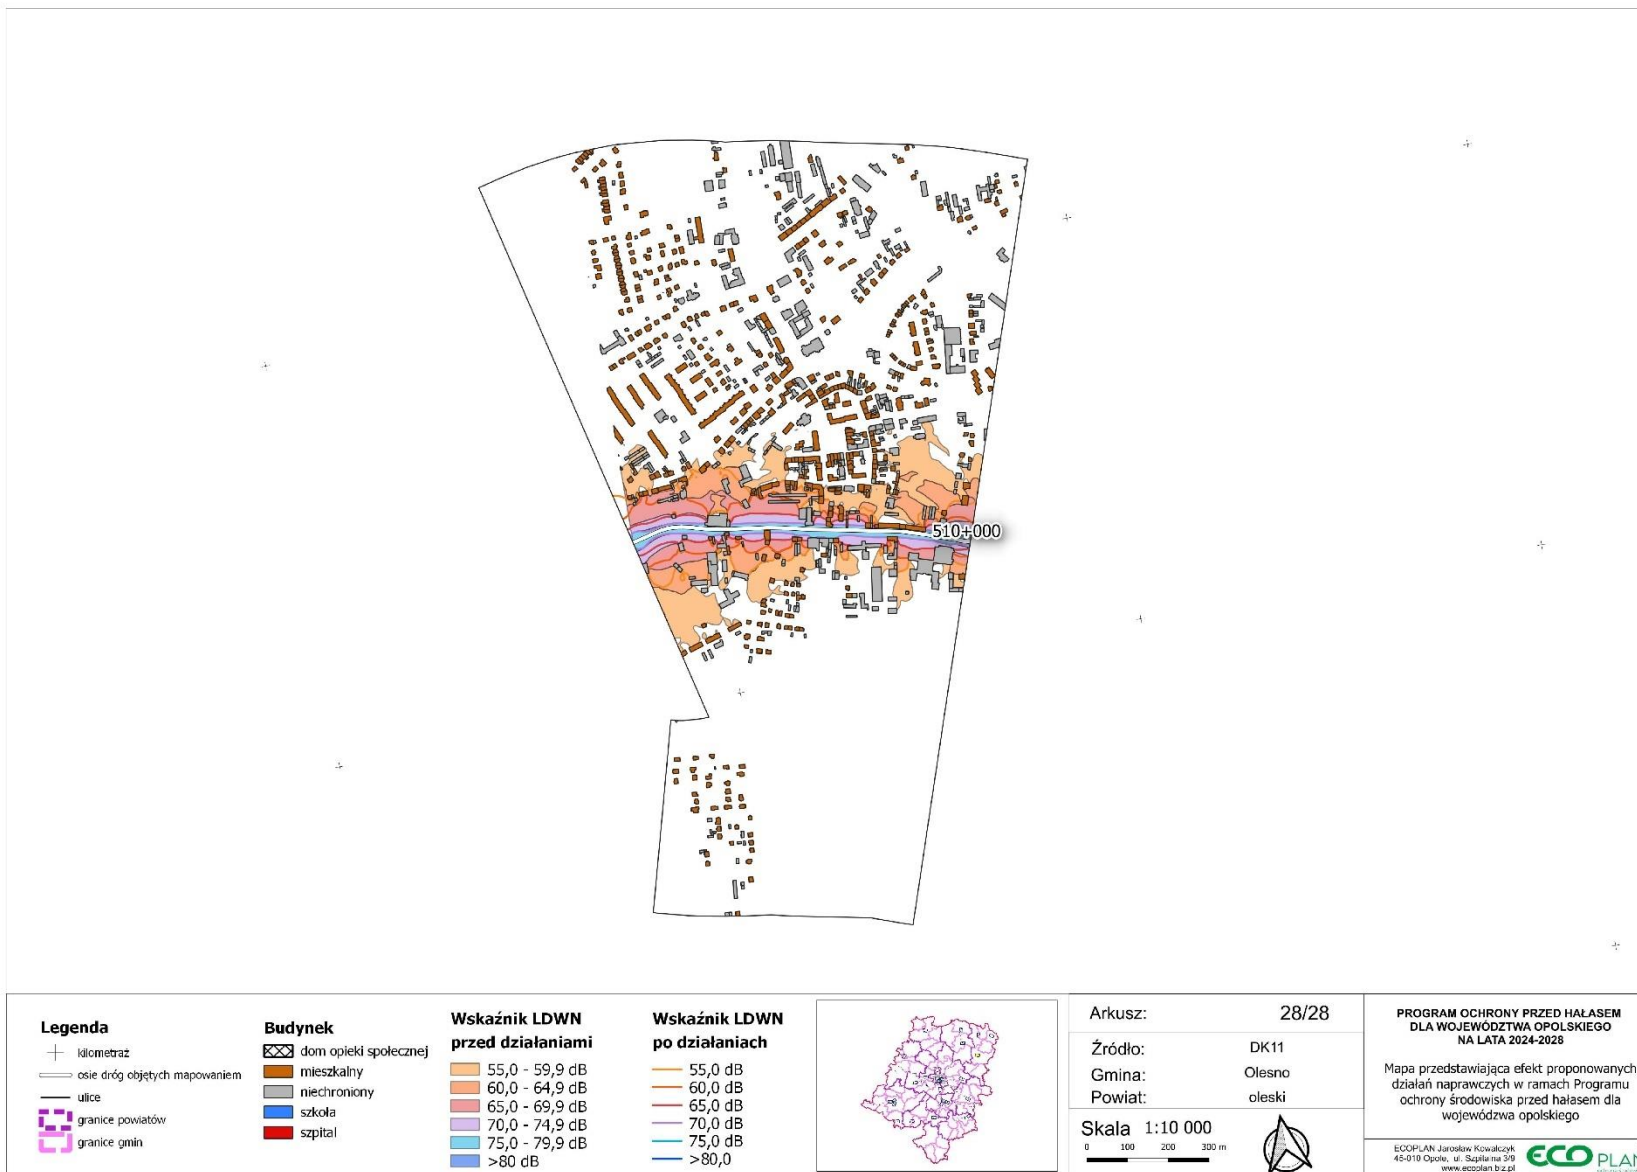 510+000
Legenda
kilometraż
osie dróg objętych mapowaniem
ulice
granice powiatów
granice gmin
Budynek
dom opieki społecznej
mieszkalny
niechroniony
szkoła
szpital
Wskaźnik LDWN
przed działaniami
55,0 - 59,9 dB
60,0 - 64,9 dB
65,0 - 69,9 dB
70,0 - 74,9 dB
75,0 - 79,9 dB
>80 dB
Wskaźnik LDWN
po działaniach
55,0 dB
60,0 dB
65,0 dB
70,0 dB
75,0 dB
>80,0
Arkusz: 28/28
Źródło: DK11
Gmina: Olesno
Powiat: oleski
Skala 1:10 000
0 100 200 300 m
PROGRAM OCHRONY PRZED HAŁASEM
DLA WOJEWÓDZTWA OPOLSKIEGO
NA LATA 2024-2028
Mapa przedstawiająca efekt proponowanych
działań naprawczych w ramach Programu
ochrony środowiska przed hałasem dla
województwa opolskiego
ECOPLAN Jarosław Kowalczyk
45-010 Opole, ul. Szpitalna 3/9
www.ecoplan.biz.pl
ECO PLAN